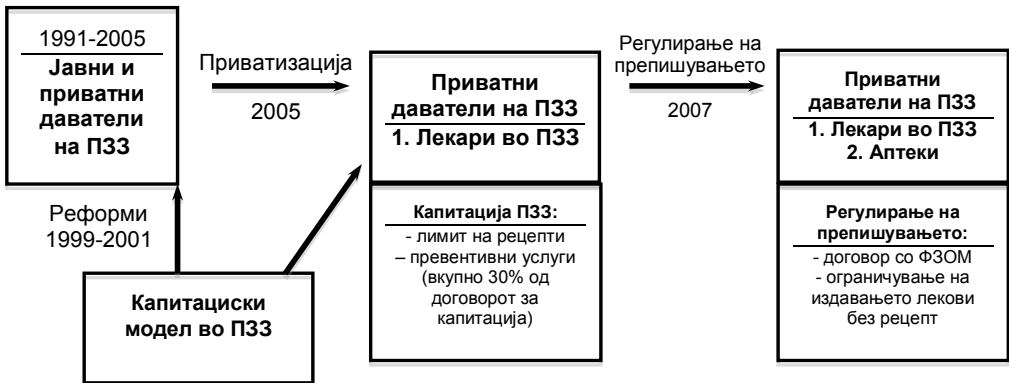 1991-2005
Јавни и
приватни
даватели
на ПЗЗ
Приватизација
2005
Приватни
даватели на ПЗЗ
1. Лекари во ПЗЗ
Регулирање на
препишувањето
2007
Приватни
даватели на ПЗЗ
1. Лекари во ПЗЗ
2. Аптеки
Реформи
1999-2001
Капитациски
модел во ПЗЗ
Капитација ПЗЗ:
- лимит на рецепти
– превентивни услуги
(вкупно 30% од
договорот за
капитација)
Регулирање на
препишувањето:
- договор со ФЗОМ
- ограничување на
издавањето лекови
без рецепт